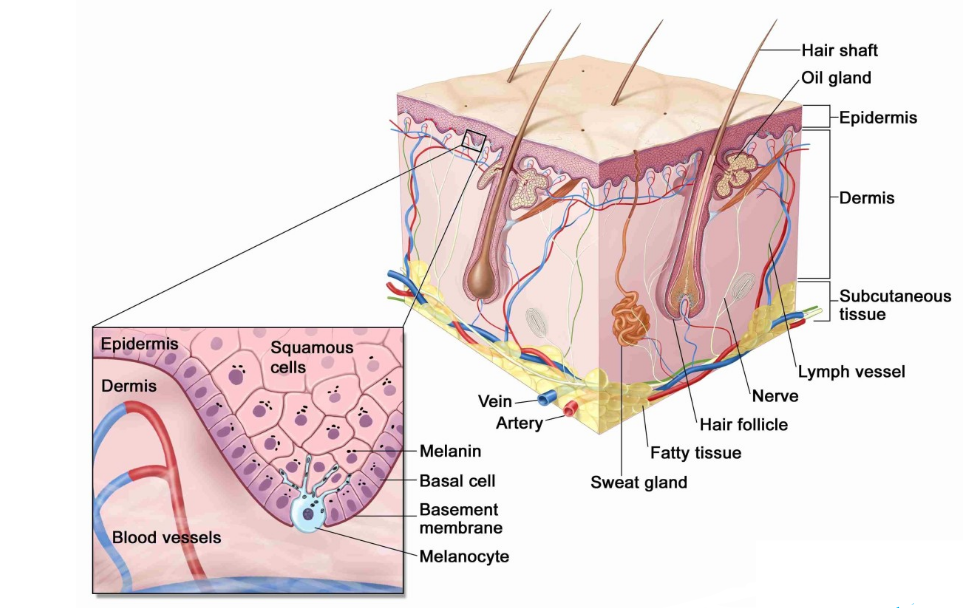 Hair shaft
Oil gland
Epidermis
Dermis
Subcutaneous
tissue
Lymph vessel
Nerve
Hair follicle
Fatty tissue
Sweat gland
Vein
Artery
Epidermis
Squamous
cells
Dermis
Blood vessels
Melanin
Basal cell
Basement
membrane
Melanocyte